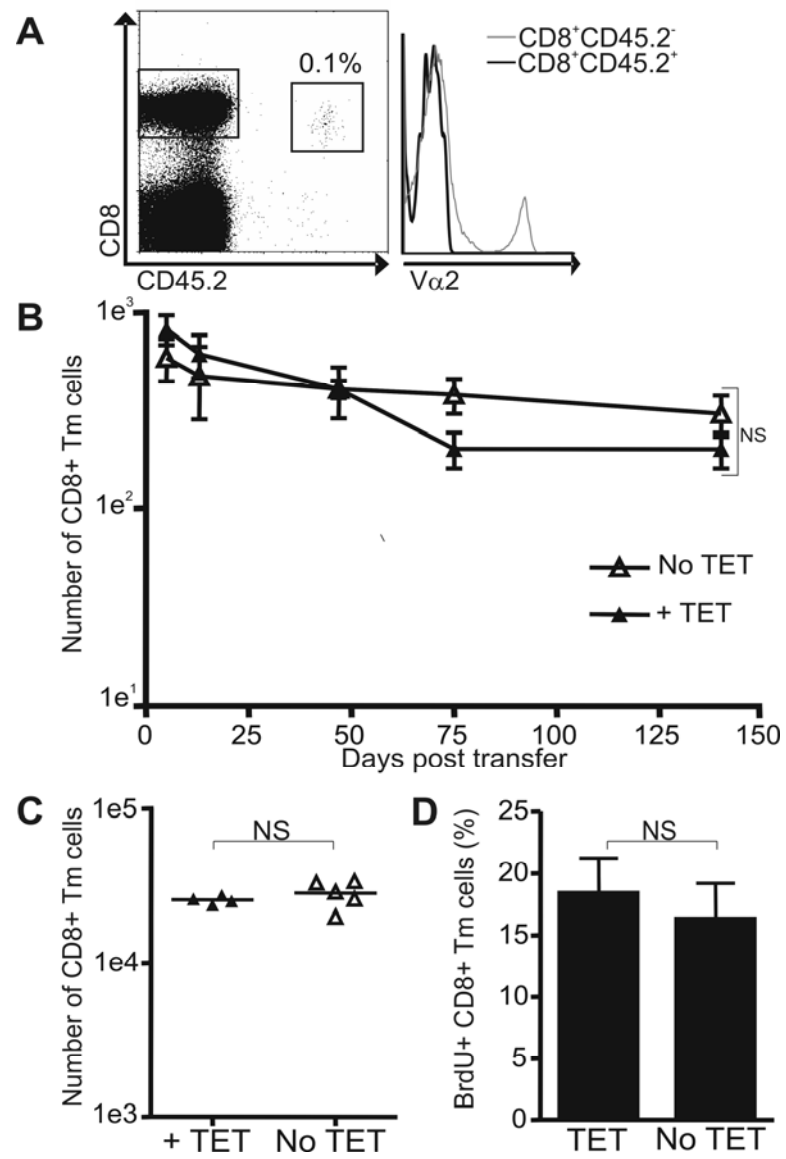 A
0.1%
CD8
CD45.2
CD8⁺CD45.2⁻
CD8⁺CD45.2⁺
Vα2
B
Number of CD8+ Tm cells
1e³
1e²
1e¹
0 25 50 75 100 125 150
Days post transfer
NS
No TET
+ TET
C
Number of CD8+ Tm cells
1e5
1e4
1e3
NS
+ TET No TET
D
BrdU+ CD8+ Tm cells (%)
25
20
15
10
5
0
NS
TET No TET